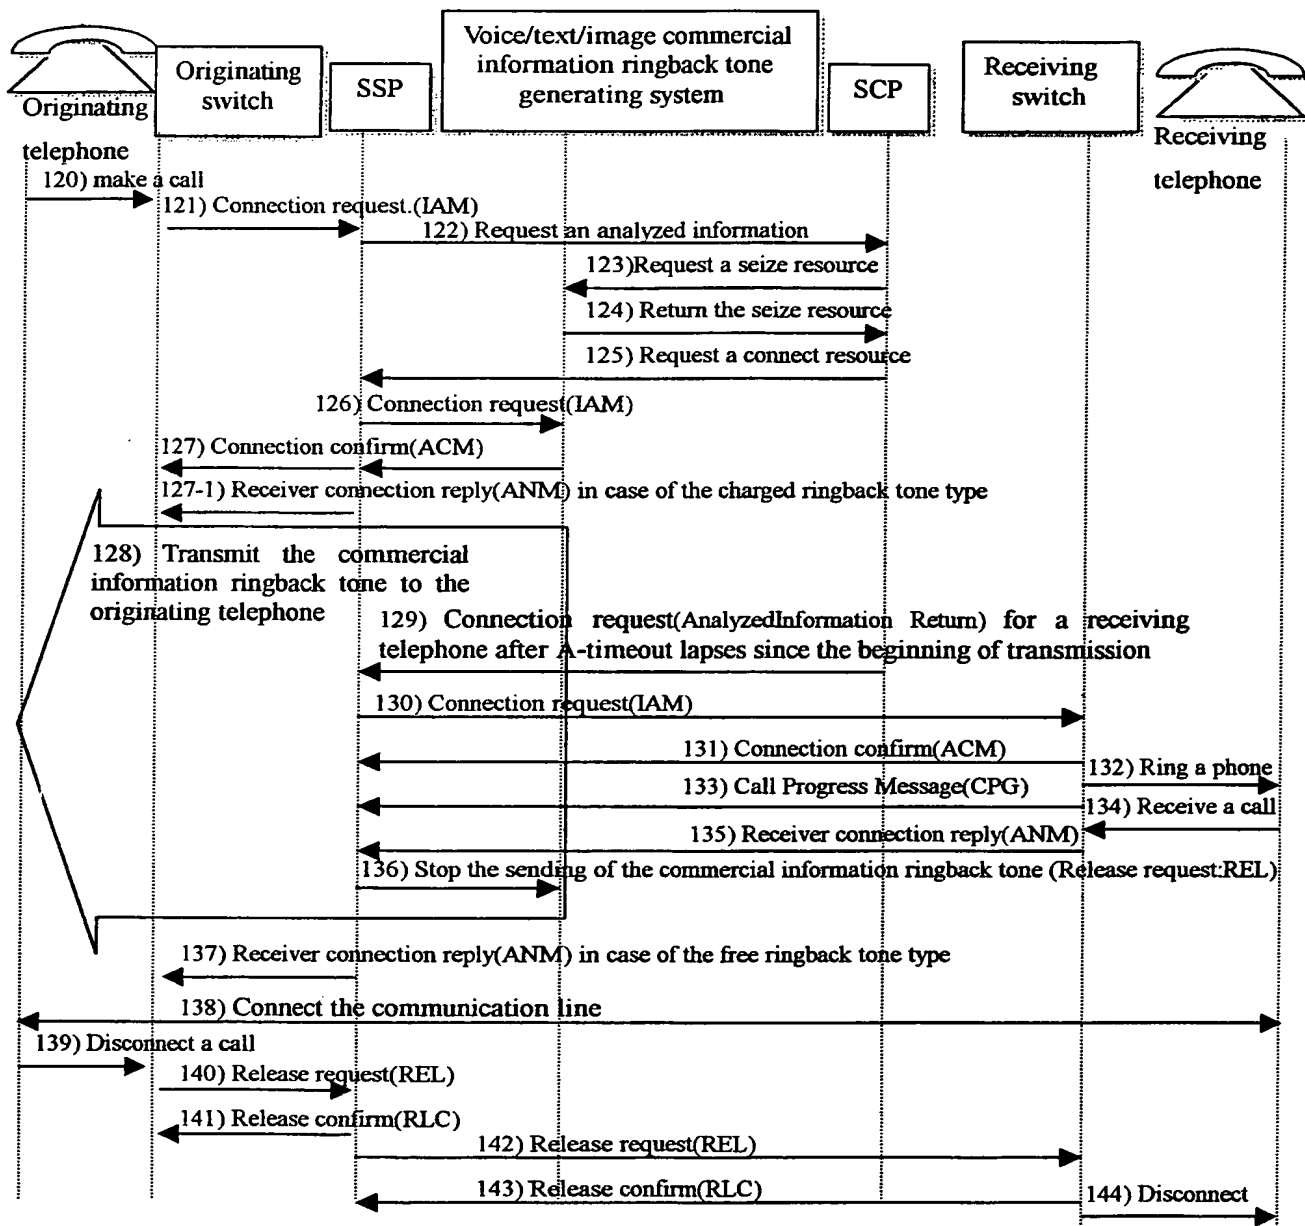 Voice/text/image commercial
information ringback tone
generating system
Originating
switch
SSP
SCP
Receiving
switch
Originating
telephone
Receiving
telephone
120) make a call
121) Connection request.(IAM)
122) Request an analyzed information
123)Request a seize resource
124) Return the seize resource
125) Request a connect resource
126) Connection request(IAM)
127) Connection confirm(ACM)
127-1) Receiver connection reply(ANM) in case of the charged ringback tone type
128) Transmit the commercial
information ringback tone to the
originating telephone
129) Connection request(AnalyzedInformation Return) for a receiving
telephone after A-timeout lapses since the beginning of transmission
130) Connection request(IAM)
131) Connection confirm(ACM)
132) Ring a phone
133) Call Progress Message(CPG)
134) Receive a call
135) Receiver connection reply(ANM)
136) Stop the sending of the commercial information ringback tone (Release request:REL)
137) Receiver connection reply(ANM) in case of the free ringback tone type
138) Connect the communication line
139) Disconnect a call
140) Release request(REL)
141) Release confirm(RLC)
142) Release request(REL)
143) Release confirm(RLC)
144) Disconnect